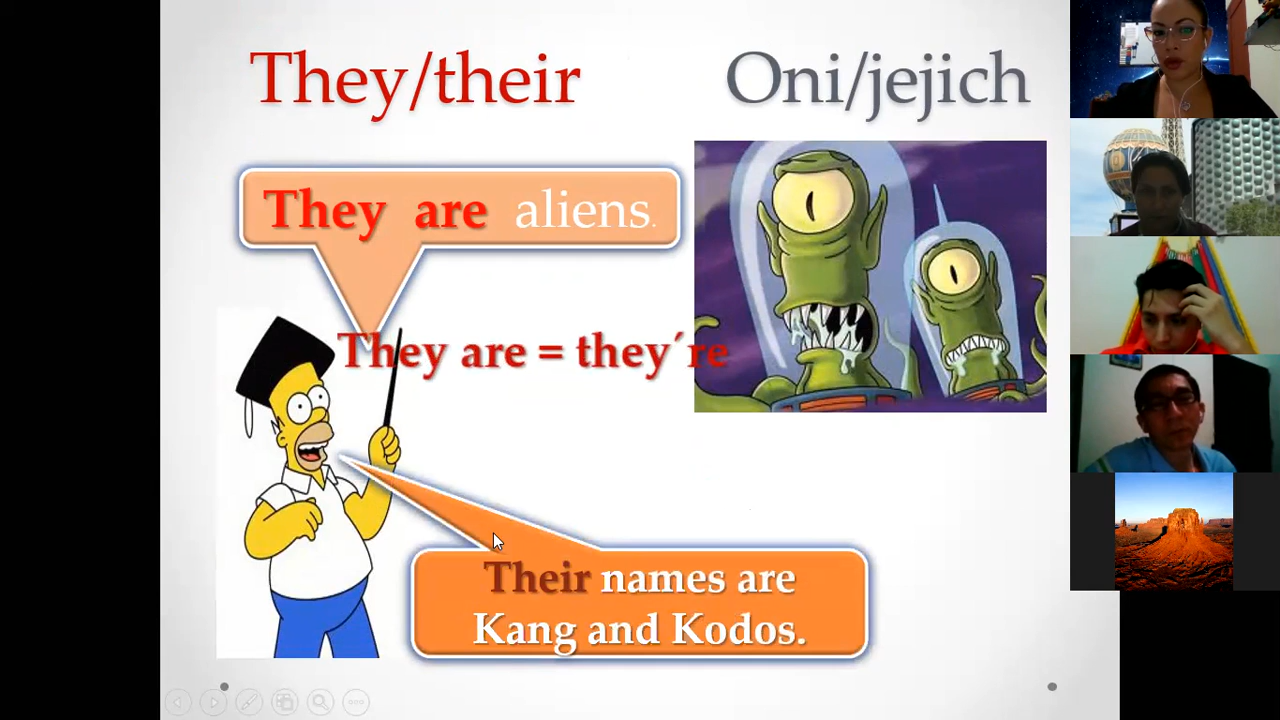 They/their
Oni/jejich
They are aliens.
They are = they´re
Their names are
Kang and Kodos.